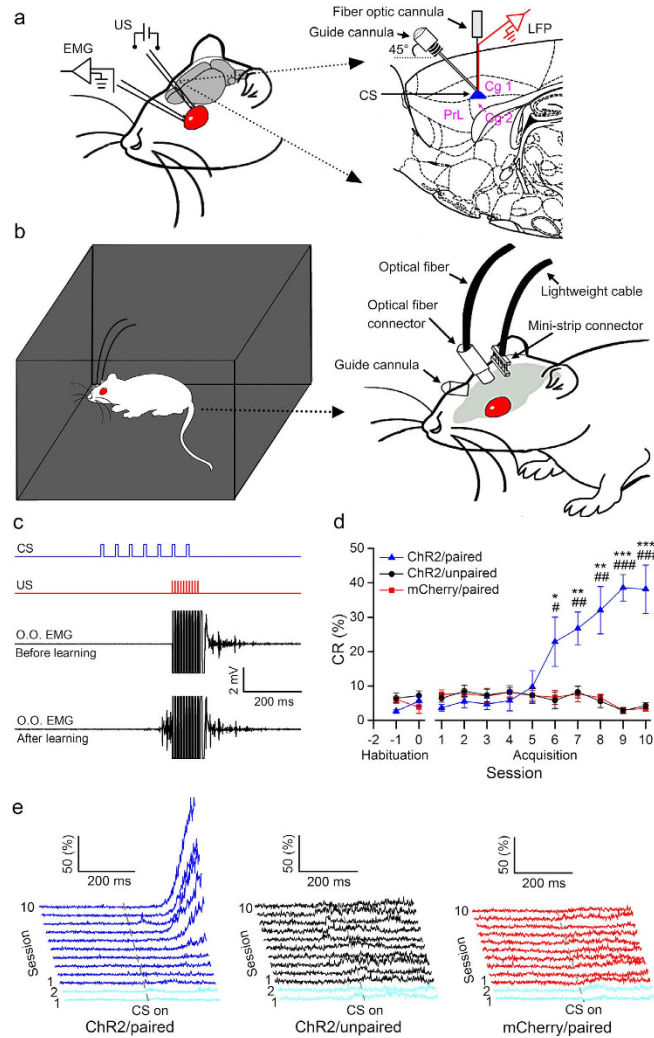 a
US
EMG
Fiber optic cannula
Guide cannula
LFP
45°
CS
Cg 1
Cg 2
PrL
b
Optical fiber
Optical fiber
connector
Lightweight cable
Mini-strip connector
Guide cannula
c
CS
US
O.O. EMG
Before learning
2 mV
200 ms
O.O. EMG
After learning
d
ChR2/paired
ChR2/unpaired
mCherry/paired
CR (%)
50
40
30
20
10
0
* ** ** *** ***
# ## ## ### ###
-2 -1 0 1 2 3 4 5 6 7 8 9 10
Habituation Acquisition
Session
e
50 (%)
200 ms
10
Session
1
2
1
CS on
ChR2/paired
50 (%)
200 ms
10
Session
1
2
1
CS on
ChR2/unpaired
50 (%)
200 ms
10
Session
1
2
1
CS on
mCherry/paired